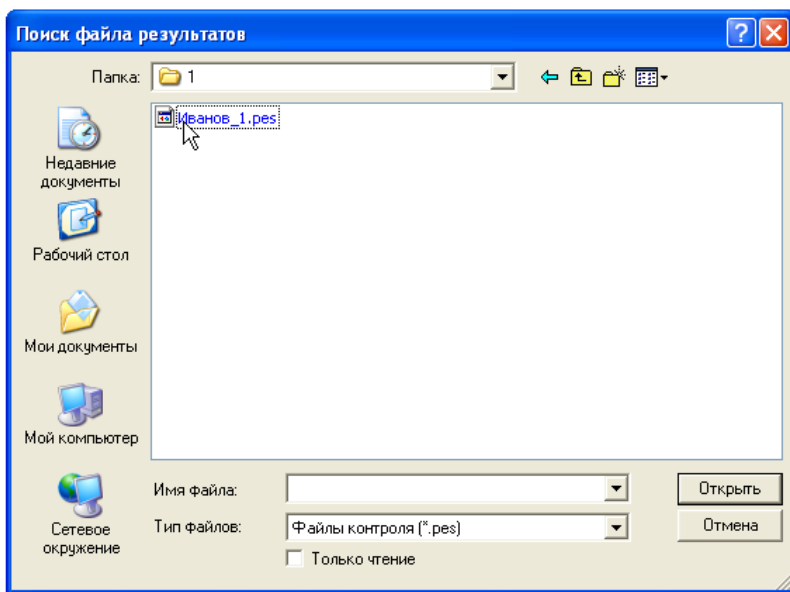 Поиск файла результатов
Папка: 1
Иванов_1.pes
Недавние
документы
Рабочий стол
Мои документы
Мой компьютер
Сетевое
окружение
Имя файла:
Открыть
Тип файлов: Файлы контроля (*.pes)
Отмена
Только чтение